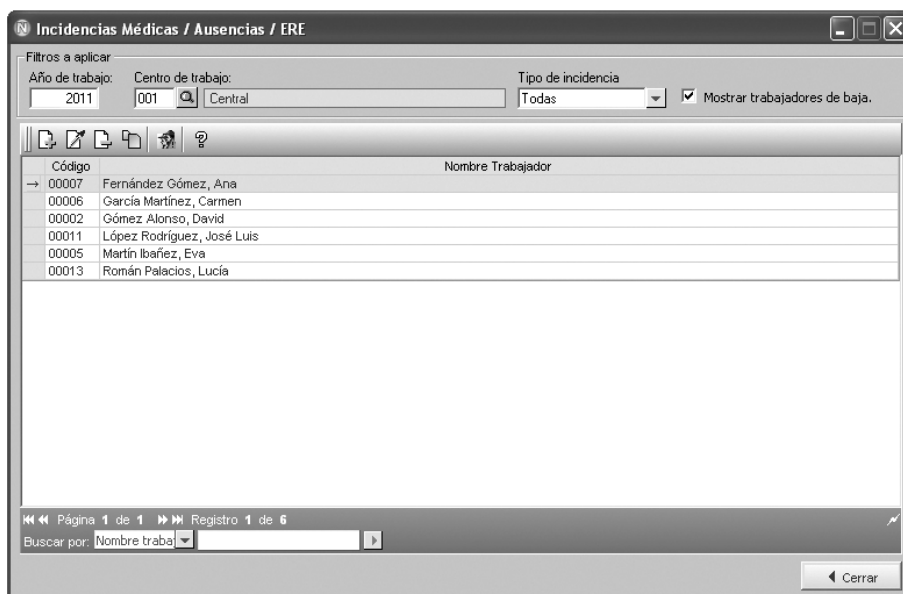 Incidencias Médicas / Ausencias / ERE
Filtros a aplicar
Año de trabajo: Centro de trabajo: Tipo de incidencia
2011 001 Central Todas Mostrar trabajadores de baja.
Código Nombre Trabajador
00007 Fernández Gómez, Ana
00006 García Martínez, Carmen
00002 Gómez Alonso, David
00011 López Rodríguez, José Luis
00005 Martín Ibañez, Eva
00013 Román Palacios, Lucía
Página 1 de 1 Registro 1 de 6
Buscar por: Nombre traba
Cerrar